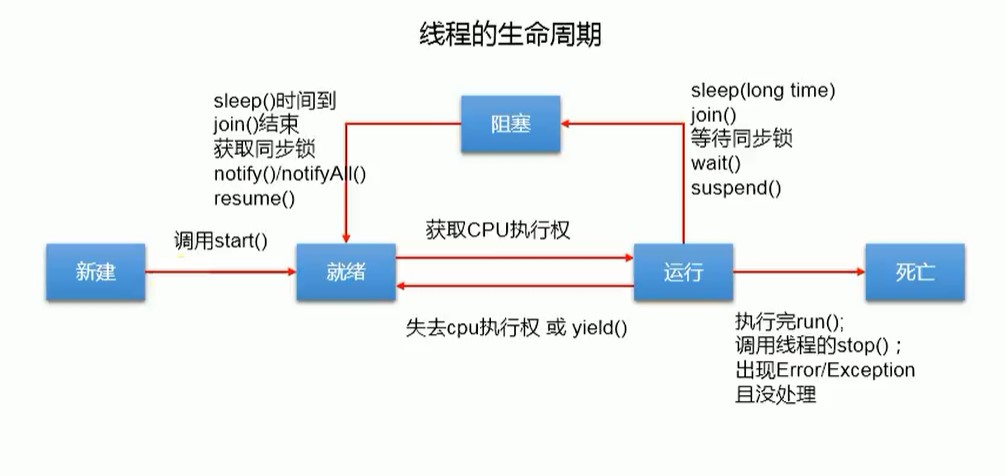 线程的生命周期
sleep()时间到
join()结束
获取同步锁
notify()/notifyAll()
resume()
阻塞
sleep(long time)
join()
等待同步锁
wait()
suspend()
调用start()
获取CPU执行权
新建
就绪
运行
死亡
失去cpu执行权 或 yield()
执行完run();
调用线程的stop() ;
出现Error/Exception
且没处理